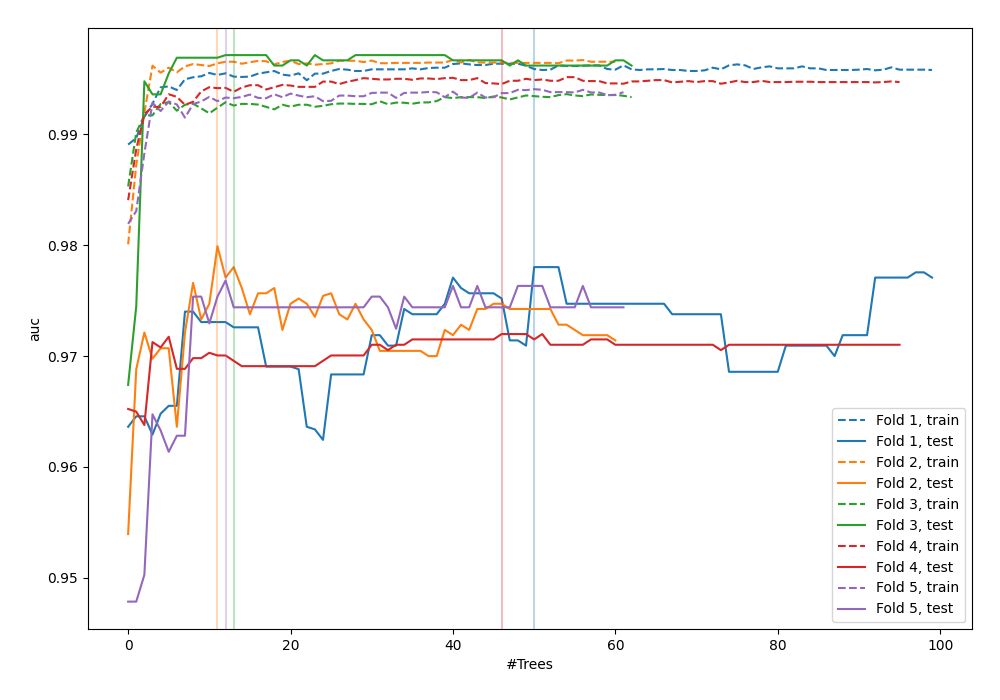 0.99
0.98
0.97
0.96
0.95
auc
0
20
40
60
80
100
#Trees
Fold 1, train
Fold 1, test
Fold 2, train
Fold 2, test
Fold 3, train
Fold 3, test
Fold 4, train
Fold 4, test
Fold 5, train
Fold 5, test